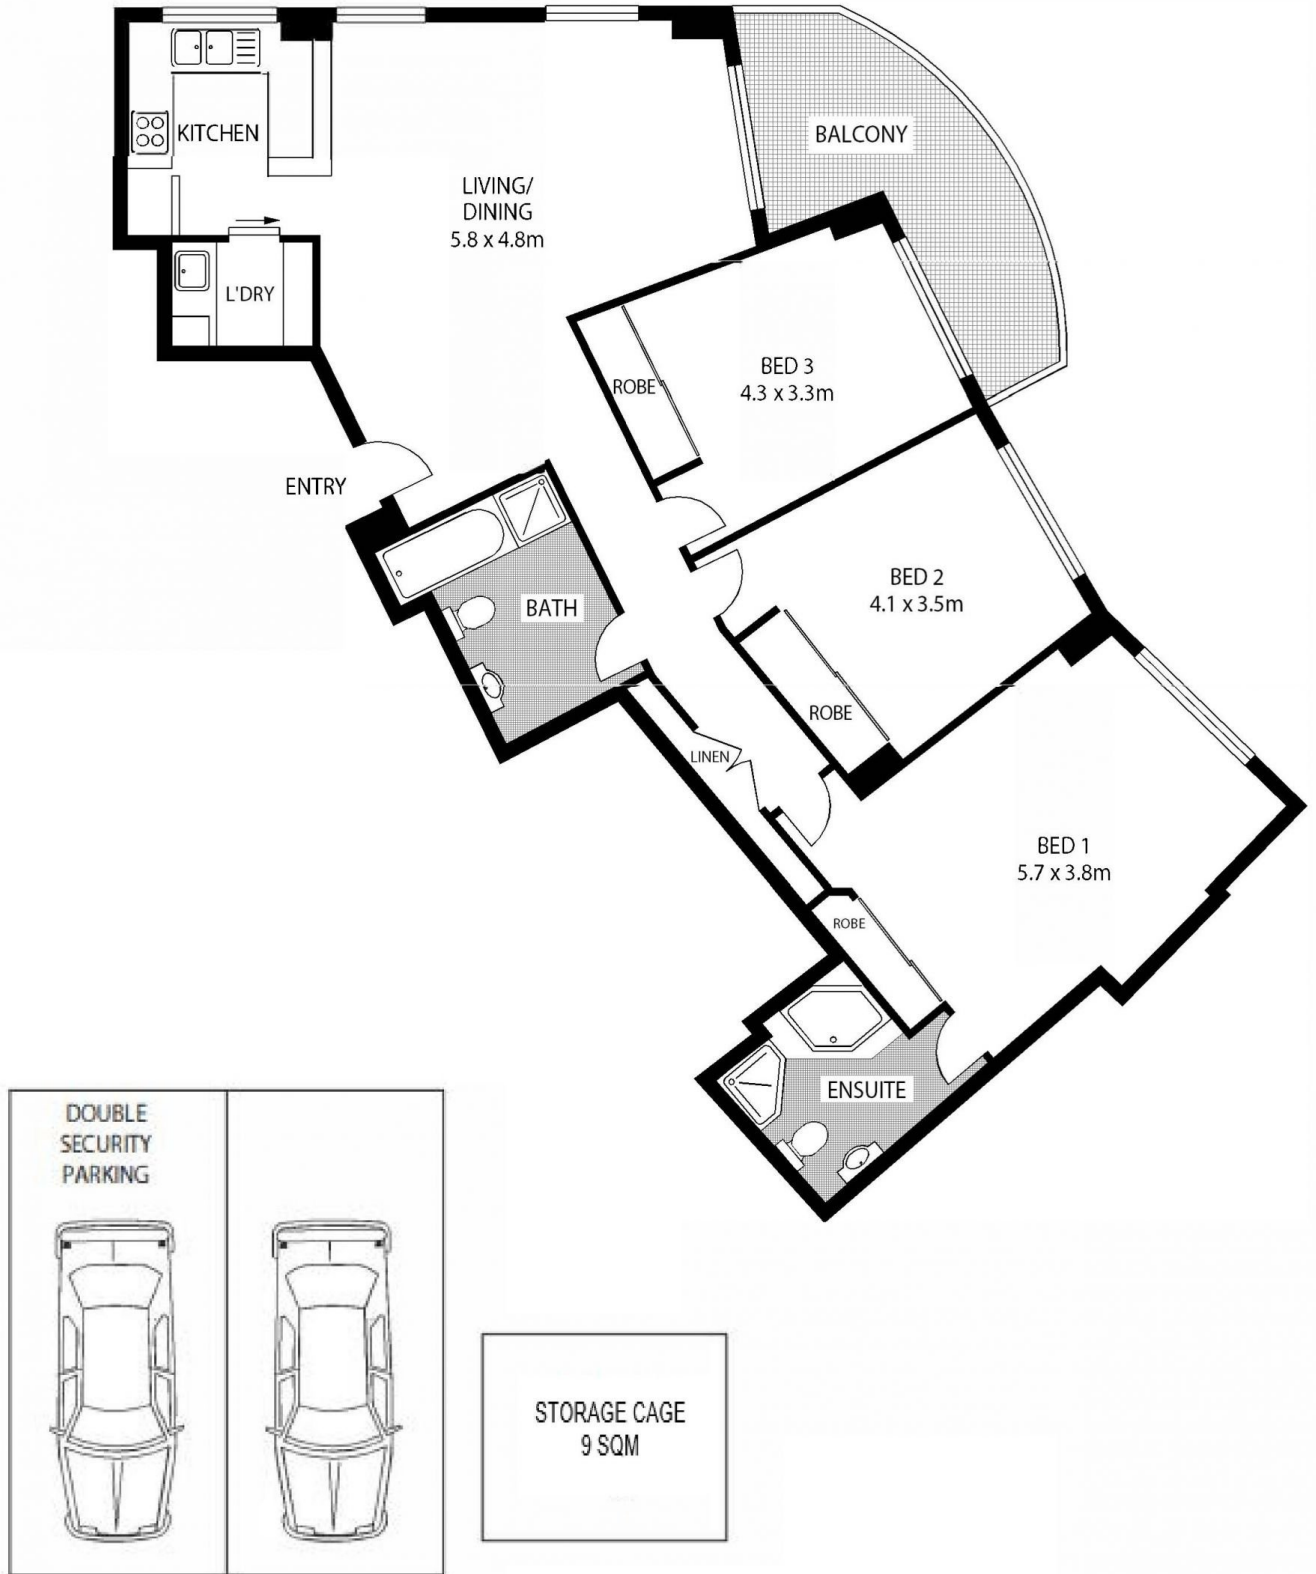 KITCHEN
BALCONY
LIVING/
DINING
5.8 x 4.8m
L'DRY
BED 3
4.3 x 3.3m
ROBE
ENTRY
BED 2
4.1 x 3.5m
BATH
ROBE
LINEN
BED 1
5.7 x 3.8m
ROBE
ENSUITE
DOUBLE
SECURITY
PARKING
STORAGE CAGE
9 SQM